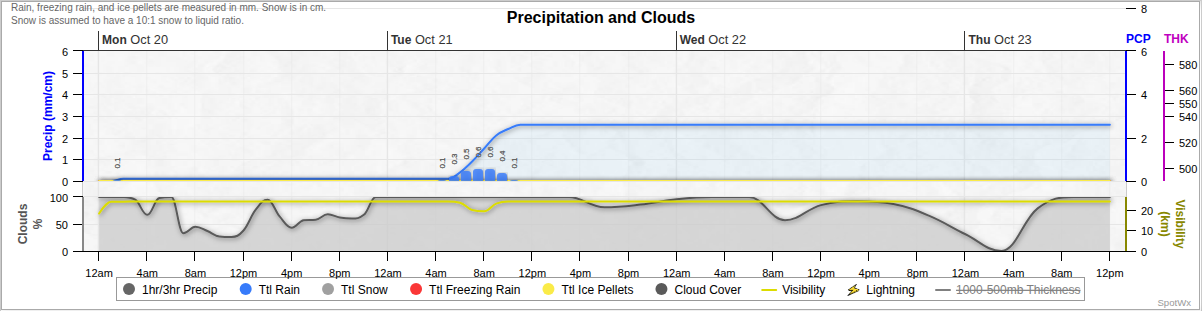 Rain, freezing rain, and ice pellets are measured in mm. Snow is in cm.
Snow is assumed to have a 10:1 snow to liquid ratio.
Precipitation and Clouds
8
Mon Oct 20
Tue Oct 21
Wed Oct 22
Thu Oct 23
PCP THK
Precip (mm/cm)
6
5
4
3
2
1
0
0.1
0.1
0.3
0.5
0.6
0.6
0.4
0.1
6
4
2
0
580
560
550
540
520
500
Clouds
%
100
50
0
20
10
0
Visibility
(km)
12am 4am 8am 12pm 4pm 8pm 12am 4am 8am 12pm 4pm 8pm 12am 4am 8am 12pm 4pm 8pm 12am 4am 8am 12pm
1hr/3hr Precip Ttl Rain Ttl Snow Ttl Freezing Rain Ttl Ice Pellets Cloud Cover Visibility Lightning 1000-500mb Thickness
SpotWx